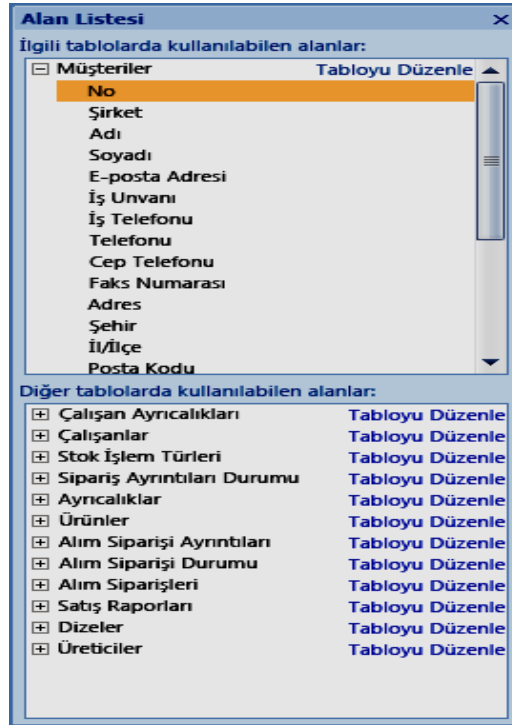 Alan Listesi
İlgili tablolarda kullanılabilen alanlar:
Müşteriler Tabloyu Düzenle
No
Şirket
Adı
Soyadı
E-posta Adresi
İş Unvanı
İş Telefonu
Telefonu
Cep Telefonu
Faks Numarası
Adres
Şehir
İl/İlçe
Posta Kodu
Diğer tablolarda kullanılabilen alanlar:
Çalışan Ayrıcalıkları Tabloyu Düzenle
Çalışanlar Tabloyu Düzenle
Stok İşlem Türleri Tabloyu Düzenle
Sipariş Ayrıntıları Durumu Tabloyu Düzenle
Ayrıcalıklar Tabloyu Düzenle
Ürünler Tabloyu Düzenle
Alım Siparişi Ayrıntıları Tabloyu Düzenle
Alım Siparişi Durumu Tabloyu Düzenle
Alım Siparişleri Tabloyu Düzenle
Satış Raporları Tabloyu Düzenle
Dizeler Tabloyu Düzenle
Üreticiler Tabloyu Düzenle